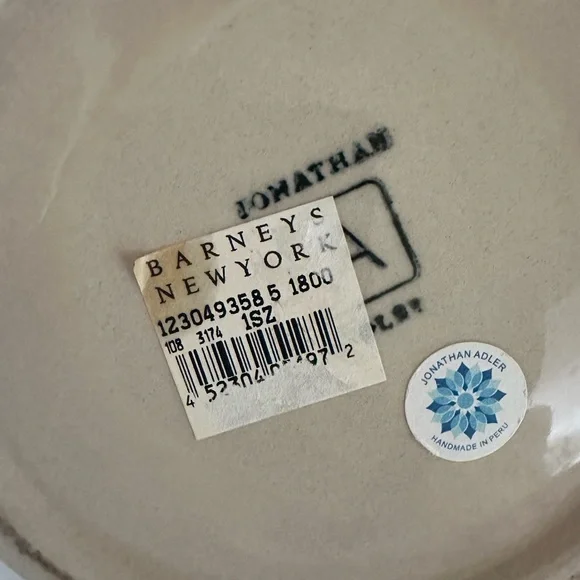 JONATHAN
A
BARNEYS
NEWYORK
123049358 5 1800
108 3174 1SZ
JONATHAN ADLER
HANDMADE IN PERU